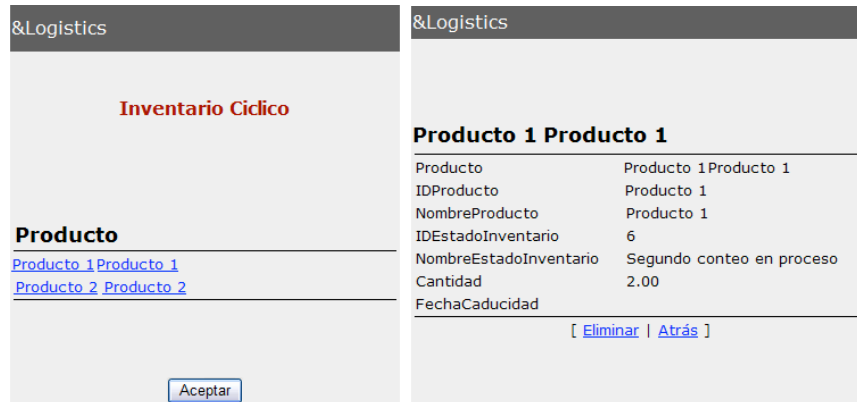 &Logistics
Inventario Ciclico
Producto
Producto 1 Producto 1
Producto 2 Producto 2
Aceptar
&Logistics
Producto 1 Producto 1
Producto Producto 1Producto 1
IDProducto Producto 1
NombreProducto Producto 1
IDEstadoInventario 6
NombreEstadoInventario Segundo conteo en proceso
Cantidad 2.00
FechaCaducidad
[ Eliminar | Atrás ]